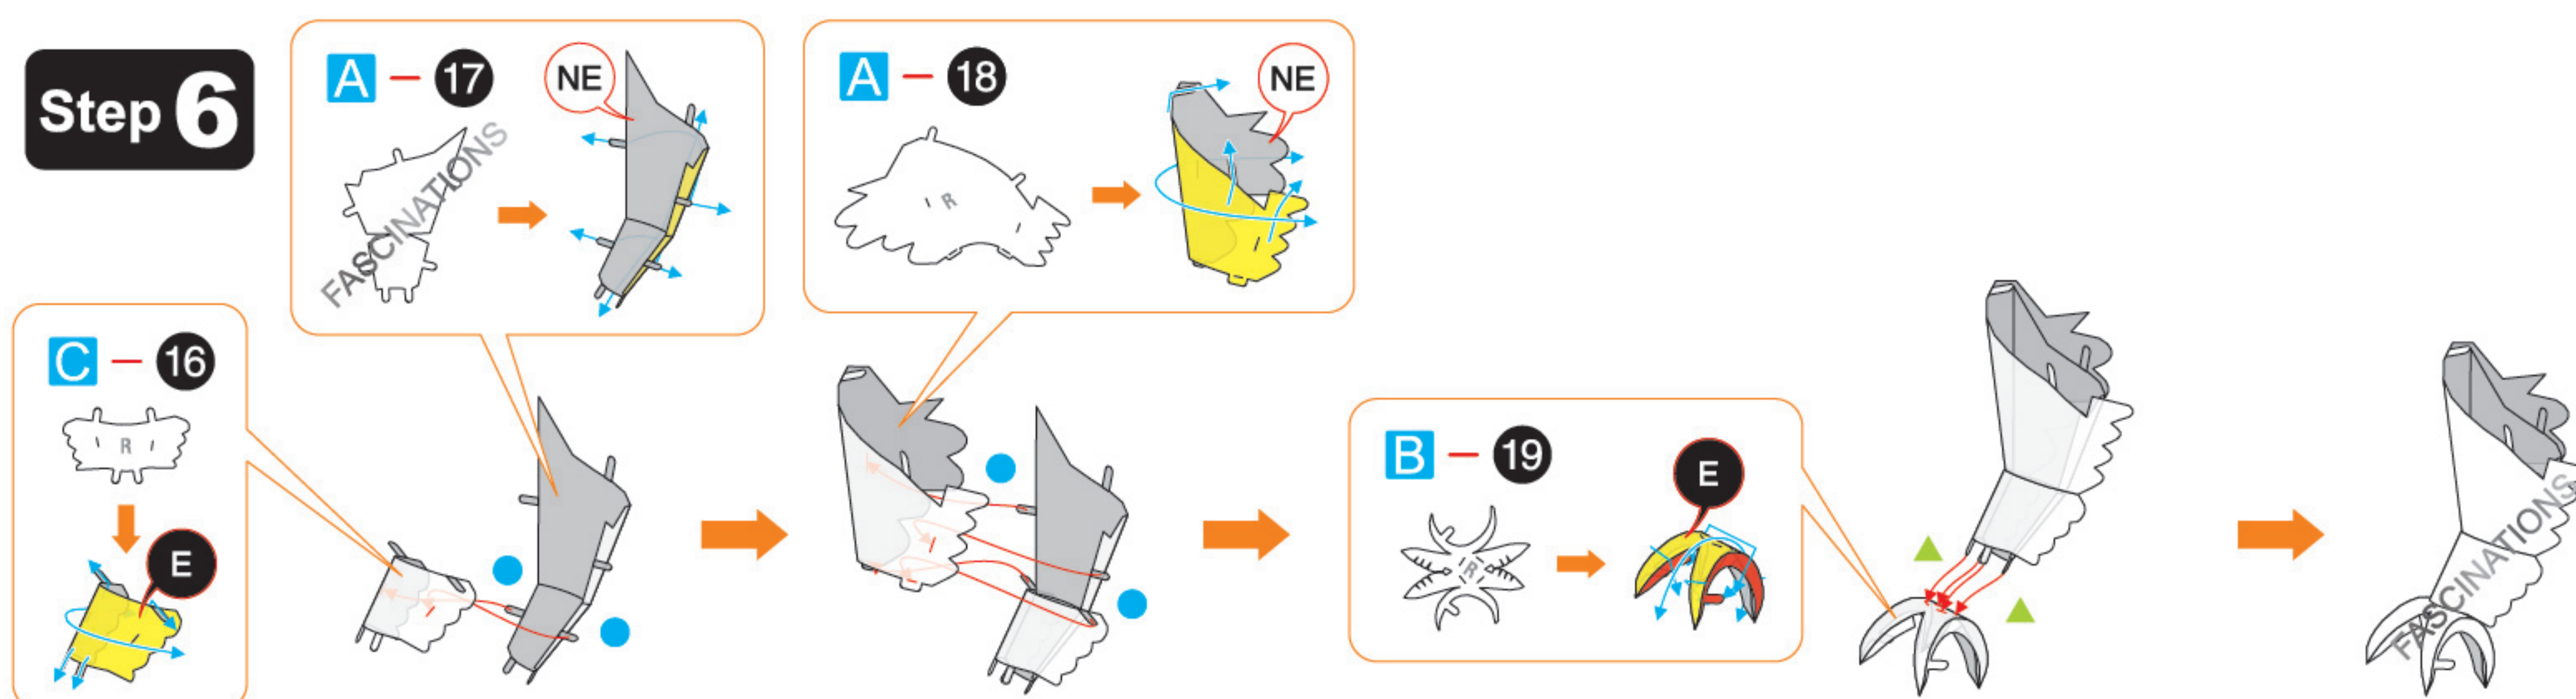 Step 6
A – 17
NE
FASCINATIONS
A – 18
R
NE
C – 16
R
E
B – 19
R
E
FASCINATIONS